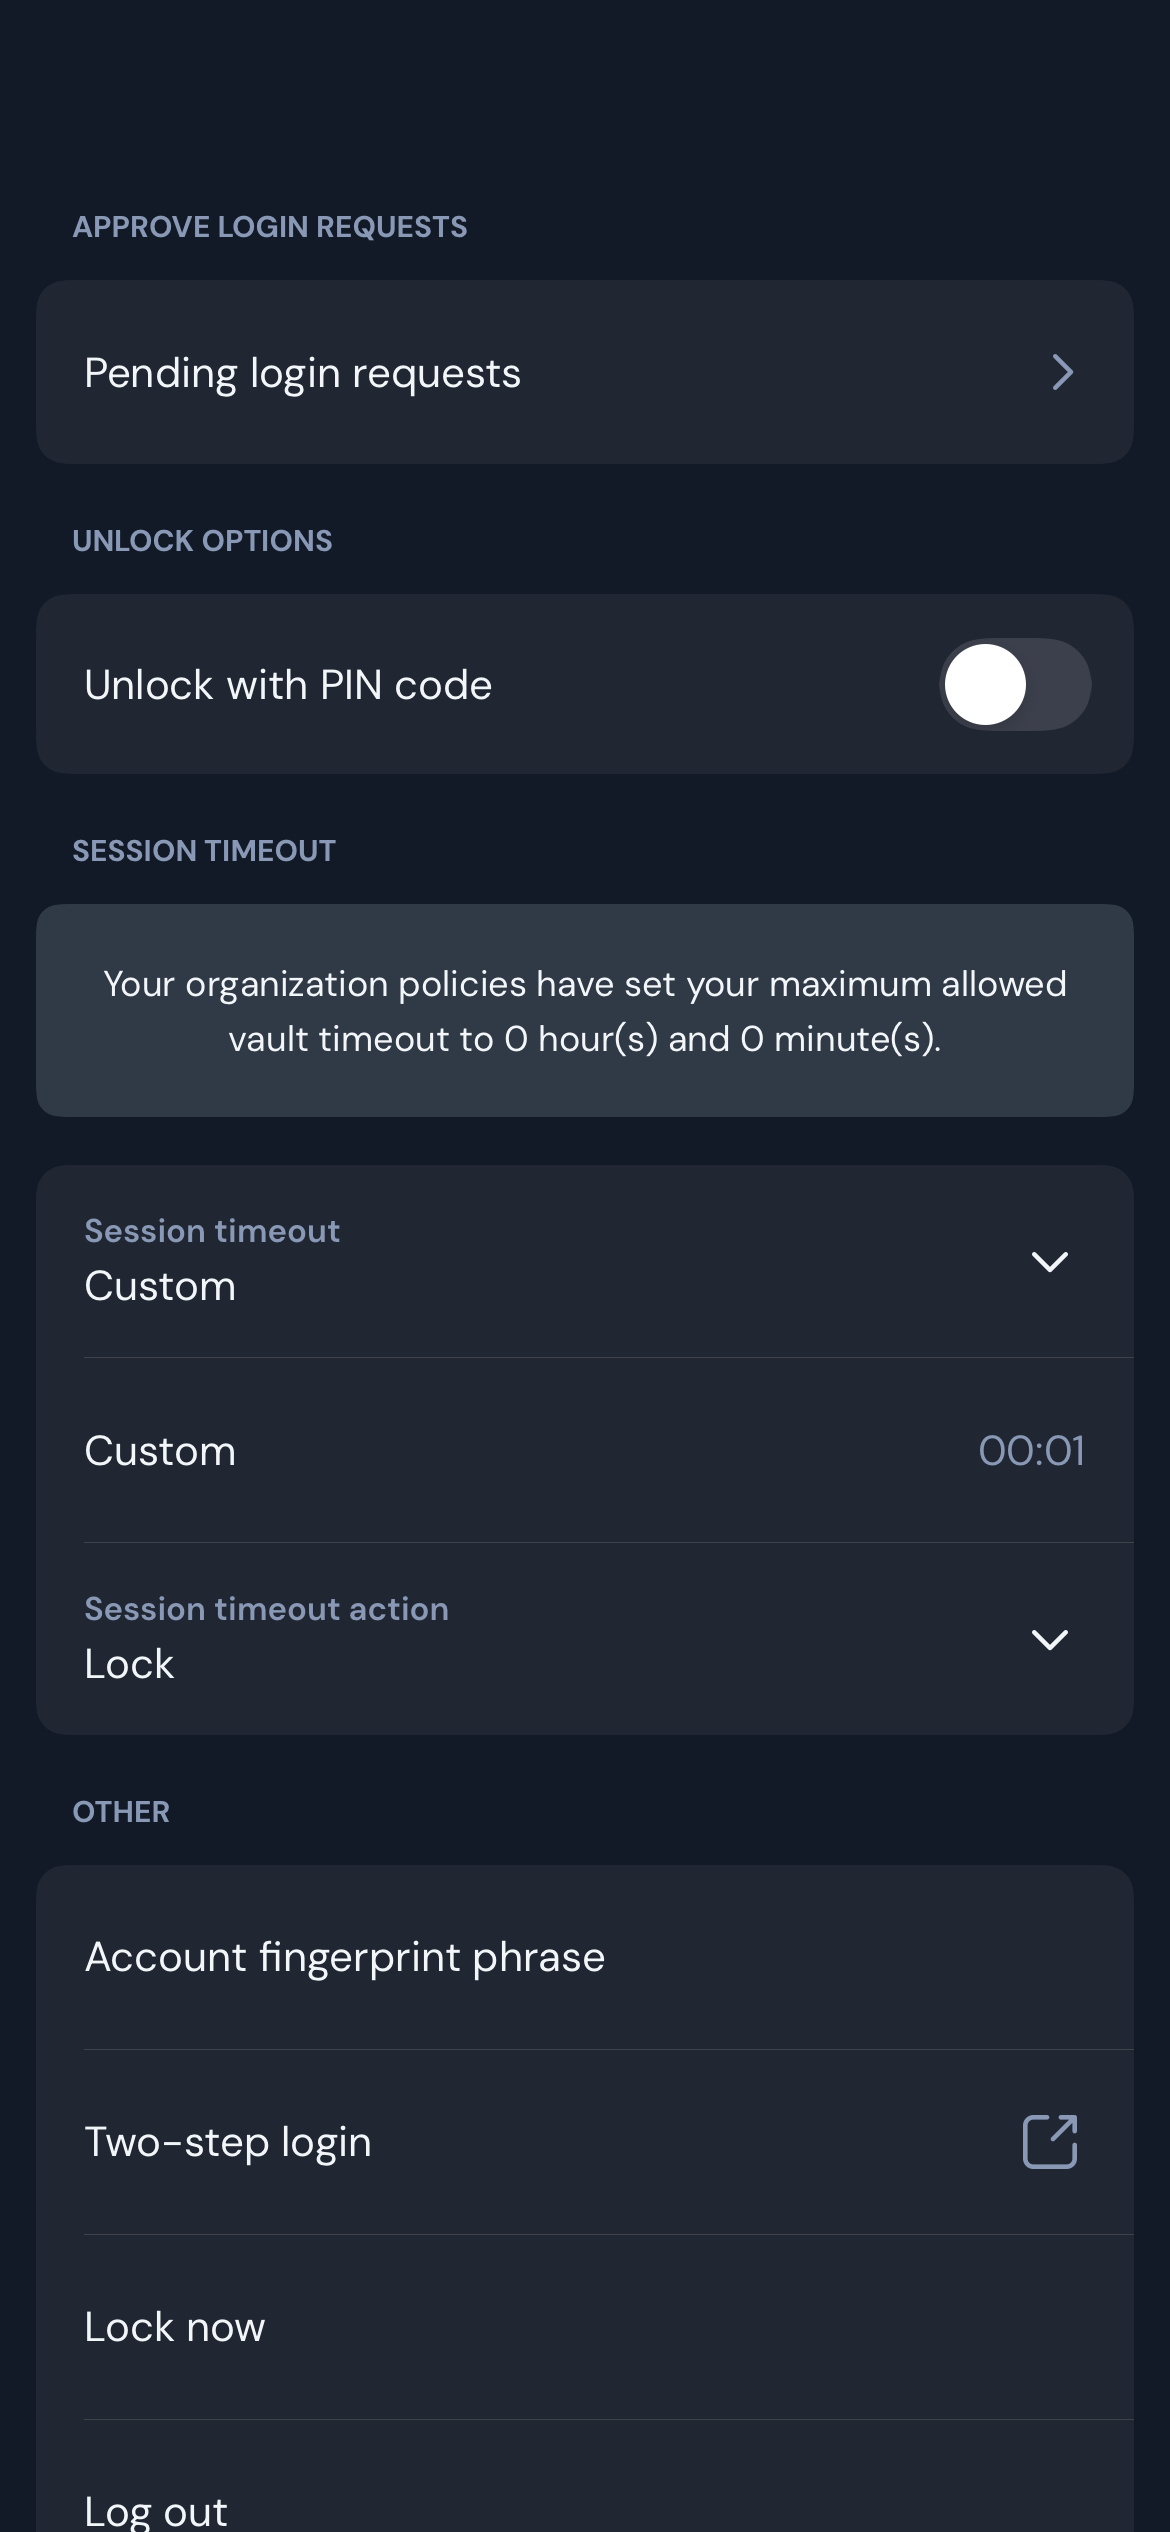 APPROVE LOGIN REQUESTS
Pending login requests
UNLOCK OPTIONS
Unlock with PIN code
SESSION TIMEOUT
Your organization policies have set your maximum allowed
vault timeout to 0 hour(s) and 0 minute(s).
Session timeout
Custom
Custom 00:01
Session timeout action
Lock
OTHER
Account fingerprint phrase
Two-step login
Lock now
Log out